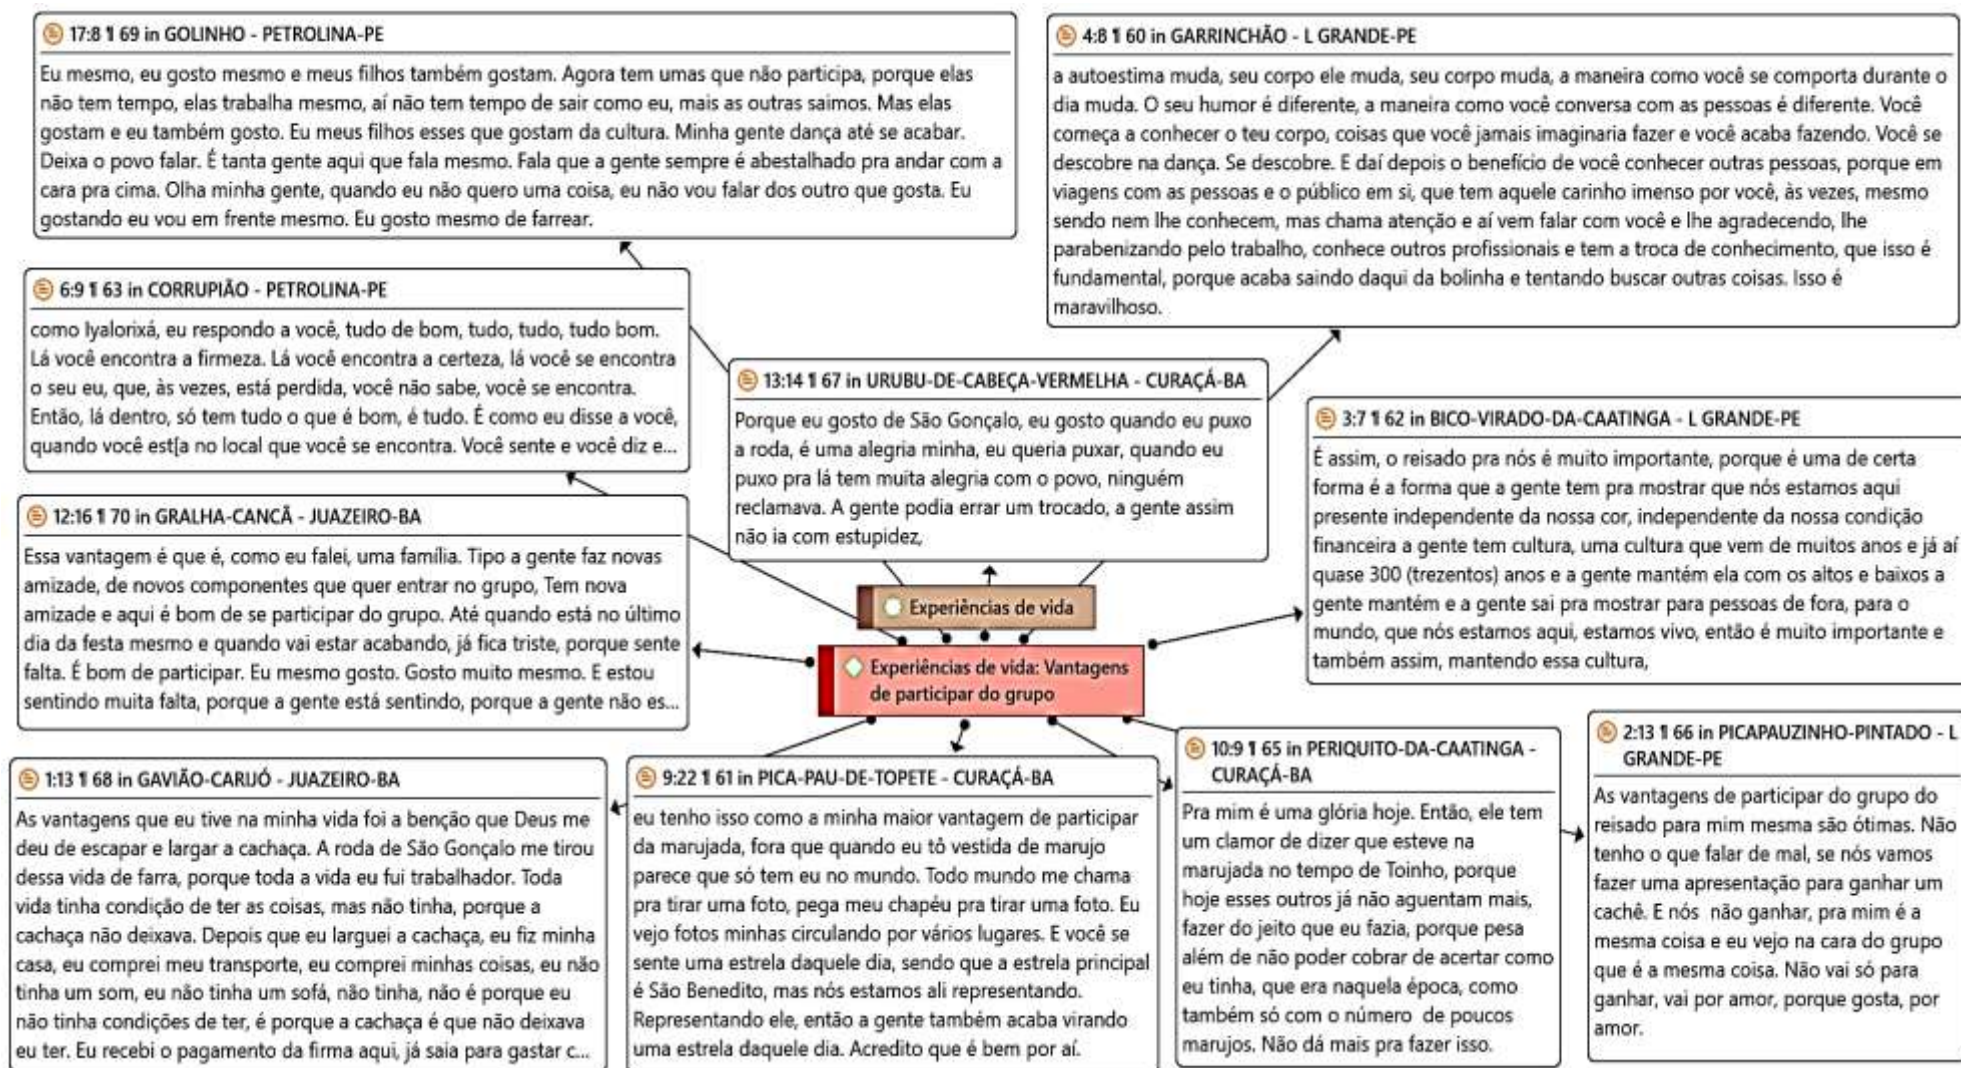 17:8 ¶ 69 in GOLINHO - PETROLINA-PE
Eu mesmo, eu gosto mesmo e meus filhos também gostam. Agora tem umas que não participa, porque elas
não tem tempo, elas trabalha mesmo, aí não tem tempo de sair como eu, mais as outras saimos. Mas elas
gostam e eu também gosto. Eu meus filhos esses que gostam da cultura. Minha gente dança até se acabar.
Deixa o povo falar. É tanta gente aqui que fala mesmo. Fala que a gente sempre é abestalhado pra andar com a
cara pra cima. Olha minha gente, quando eu não quero uma coisa, eu não vou falar dos outro que gosta. Eu
gostando eu vou em frente mesmo. Eu gosto mesmo de farrear.
4:8 ¶ 60 in GARRINCHÃO - L GRANDE-PE
a autoestima muda, seu corpo ele muda, seu corpo muda, a maneira como você se comporta durante o
dia muda. O seu humor é diferente, a maneira como você conversa com as pessoas é diferente. Você
começa a conhecer o teu corpo, coisas que você jamais imaginaria fazer e você acaba fazendo. Você se
descobre na dança. Se descobre. E daí depois o benefício de você conhecer outras pessoas, porque em
viagens com as pessoas e o público em si, que tem aquele carinho imenso por você, às vezes, mesmo
sendo nem lhe conhecem, mas chama atenção e aí vem falar com você e lhe agradecendo, lhe
parabenizando pelo trabalho, conhece outros profissionais e tem a troca de conhecimento, que isso é
fundamental, porque acaba saindo daqui da bolinha e tentando buscar outras coisas. Isso é
maravilhoso.
6:9 ¶ 63 in CORRUPIÃO - PETROLINA-PE
como Iyalorixá, eu respondo a você, tudo de bom, tudo, tudo, tudo bom.
Lá você encontra a firmeza. Lá você encontra a certeza, lá você se encontra
o seu eu, que, às vezes, está perdida, você não sabe, você se encontra.
Então, lá dentro, só tem tudo o que é bom, é tudo. É como eu disse a você,
quando você est[a no local que você se encontra. Você sente e você diz e...
13:14 ¶ 67 in URUBU-DE-CABEÇA-VERMELHA - CURAÇÁ-BA
Porque eu gosto de São Gonçalo, eu gosto quando eu puxo
a roda, é uma alegria minha, eu queria puxar, quando eu
puxo pra lá tem muita alegria com o povo, ninguém
reclamava. A gente podia errar um trocado, a gente assim
não ia com estupidez,
3:7 ¶ 62 in BICO-VIRADO-DA-CAATINGA - L GRANDE-PE
É assim, o reisado pra nós é muito importante, porque é uma de certa
forma é a forma que a gente tem pra mostrar que nós estamos aqui
presente independente da nossa cor, independente da nossa condição
financeira a gente tem cultura, uma cultura que vem de muitos anos e já aí
quase 300 (trezentos) anos e a gente mantém ela com os altos e baixos a
gente mantém e a gente sai pra mostrar para pessoas de fora, para o
mundo, que nós estamos aqui, estamos vivo, então é muito importante e
também assim, mantendo essa cultura,
12:16 ¶ 70 in GRALHA-CANCÃ - JUAZEIRO-BA
Essa vantagem é que é, como eu falei, uma família. Tipo a gente faz novas
amizade, de novos componentes que quer entrar no grupo, Tem nova
amizade e aqui é bom de se participar do grupo. Até quando está no último
dia da festa mesmo e quando vai estar acabando, já fica triste, porque sente
falta. É bom de participar. Eu mesmo gosto. Gosto muito mesmo. E estou
sentindo muita falta, porque a gente está sentindo, porque a gente não es...
Experiências de vida
Experiências de vida: Vantagens
de participar do grupo
1:13 ¶ 68 in GAVIÃO-CARIJÓ - JUAZEIRO-BA
As vantagens que eu tive na minha vida foi a benção que Deus me
deu de escapar e largar a cachaça. A roda de São Gonçalo me tirou
dessa vida de farra, porque toda a vida eu fui trabalhador. Toda
vida tinha condição de ter as coisas, mas não tinha, porque a
cachaça não deixava. Depois que eu larguei a cachaça, eu fiz minha
casa, eu comprei meu transporte, eu comprei minhas coisas, eu não
tinha um som, eu não tinha um sofá, não tinha, não é porque eu
não tinha condições de ter, é porque a cachaça é que não deixava
eu ter. Eu recebi o pagamento da firma aqui, já saia para gastar c...
9:22 ¶ 61 in PICA-PAU-DE-TOPETE - CURAÇÁ-BA
eu tenho isso como a minha maior vantagem de participar
da marujada, fora que quando eu tô vestida de marujo
parece que só tem eu no mundo. Todo mundo me chama
pra tirar uma foto, pega meu chapéu pra tirar uma foto. Eu
vejo fotos minhas circulando por vários lugares. E você se
sente uma estrela daquele dia, sendo que a estrela principal
é São Benedito, mas nós estamos ali representando.
Representando ele, então a gente também acaba virando
uma estrela daquele dia. Acredito que é bem por aí.
10:9 ¶ 65 in PERIQUITO-DA-CAATINGA -
CURAÇÁ-BA
Pra mim é uma glória hoje. Então, ele tem
um clamor de dizer que esteve na
marujada no tempo de Toinho, porque
hoje esses outros já não aguentam mais,
fazer do jeito que eu fazia, porque pesa
além de não poder cobrar de acertar como
eu tinha, que era naquela época, como
também só com o número de poucos
marujos. Não dá mais pra fazer isso.
2:13 ¶ 66 in PICAPAUZINHO-PINTADO - L
GRANDE-PE
As vantagens de participar do grupo do
reisado para mim mesma são ótimas. Não
tenho o que falar de mal, se nós vamos
fazer uma apresentação para ganhar um
cachê. E nós não ganhar, pra mim é a
mesma coisa e eu vejo na cara do grupo
que é a mesma coisa. Não vai só para
ganhar, vai por amor, porque gosta, por
amor.